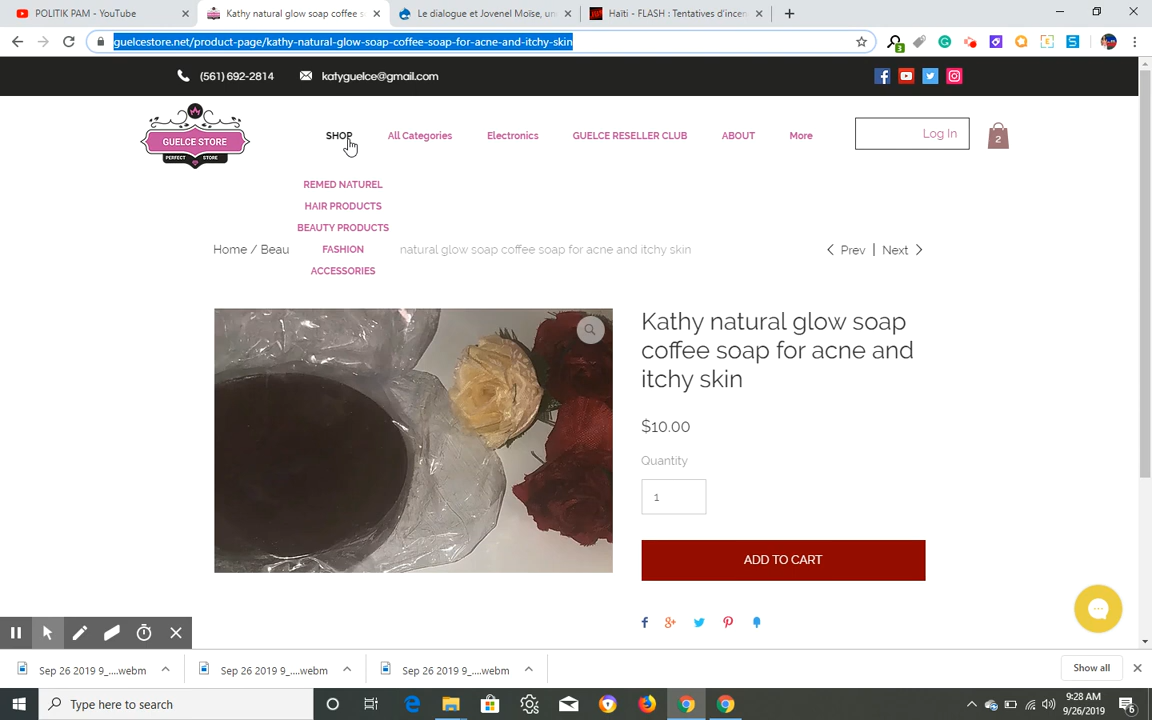 POLITIK PAM - YouTube
Kathy natural glow soap coffee s
Le dialogue et Jovenel Moïse, un
Haïti - FLASH : Tentatives d'incen
guelcestore.net/product-page/kathy-natural-glow-soap-coffee-soap-for-acne-and-itchy-skin
3
(561) 692-2814
katyguelce@gmail.com
GUELCE STORE
PERFECT STORE
SHOP
All Categories
Electronics
GUELCE RESELLER CLUB
ABOUT
More
Log In
2
REMED NATUREL
HAIR PRODUCTS
BEAUTY PRODUCTS
FASHION
ACCESSORIES
Home / Beau
natural glow soap coffee soap for acne and itchy skin
Prev | Next
Kathy natural glow soap
coffee soap for acne and
itchy skin
$10.00
Quantity
1
ADD TO CART
Sep 26 2019 9_....webm
Sep 26 2019 9_....webm
Sep 26 2019 9_....webm
Show all
Type here to search
9:28 AM
9/26/2019
6